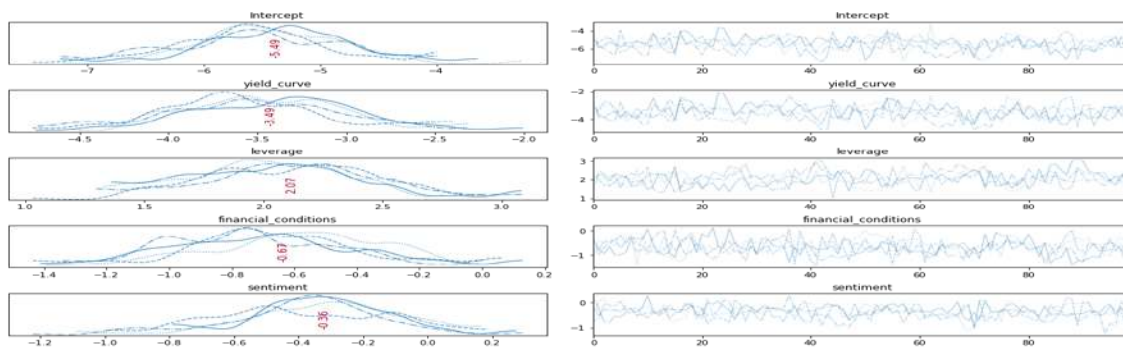 Intercept
-5.49
−7 −6 −5 −4
yield_curve
-3.49
−4.5 −4.0 −3.5 −3.0 −2.5 −2.0
leverage
2.07
1.0 1.5 2.0 2.5 3.0
financial_conditions
-0.67
−1.4 −1.2 −1.0 −0.8 −0.6 −0.4 −0.2 0.0 0.2
sentiment
-0.36
−1.2 −1.0 −0.8 −0.6 −0.4 −0.2 0.0 0.2
Intercept
−4
−6
0 20 40 60 80
yield_curve
−2
−4
0 20 40 60 80
leverage
3
2
1
0 20 40 60 80
financial_conditions
0
−1
0 20 40 60 80
sentiment
0
−1
0 20 40 60 80